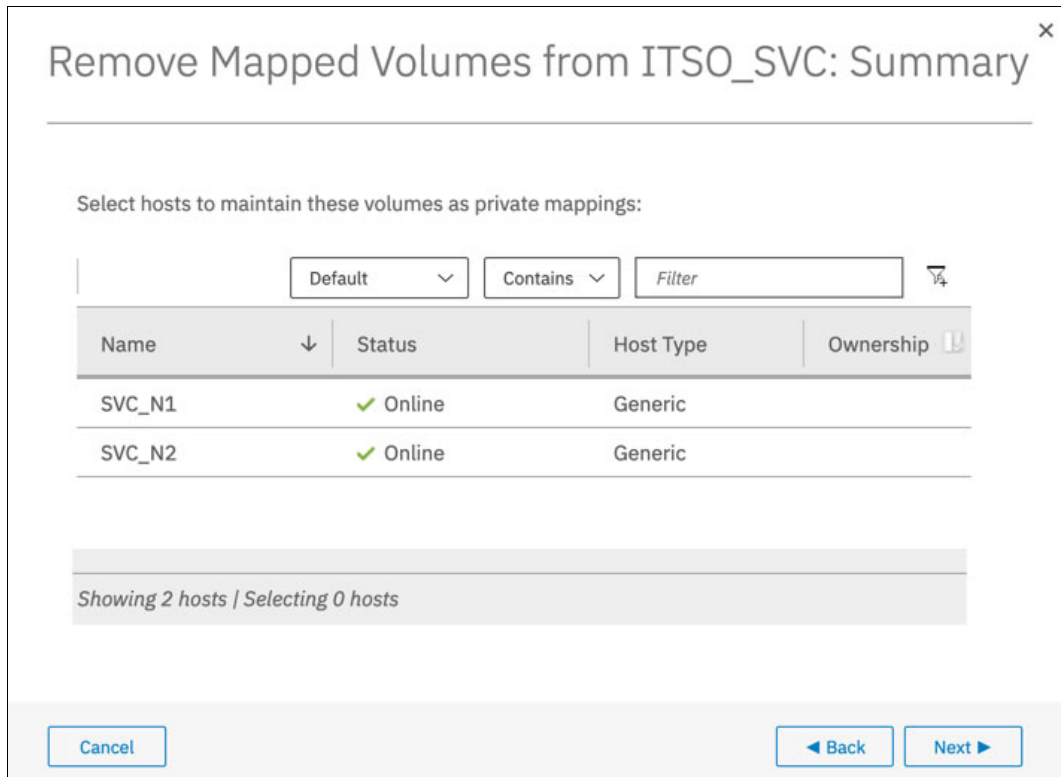 Remove Mapped Volumes from ITSO_SVC: Summary
Select hosts to maintain these volumes as private mappings:
Default Contains Filter
Name Status Host Type Ownership
SVC_N1 Online Generic
SVC_N2 Online Generic
Showing 2 hosts | Selecting 0 hosts
Cancel Back Next